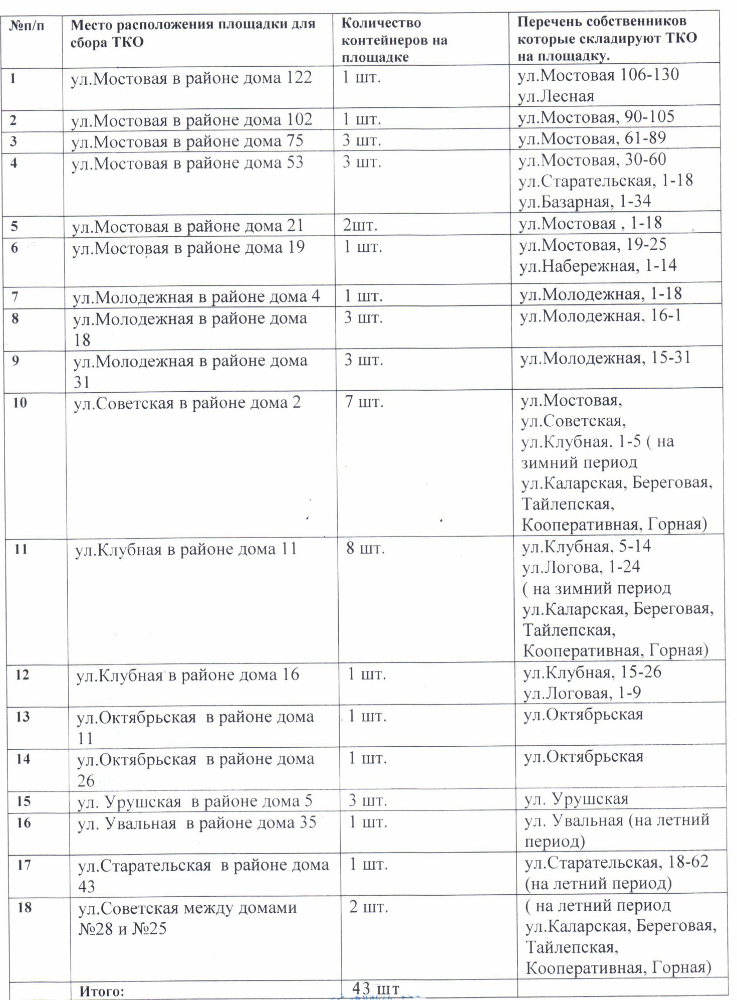 №п/п
Место расположения площадки для
сбора ТКО
Количество
контейнеров на
площадке
Перечень собственников
которые складируют ТКО
на площадку.
1
ул.Мостовая в районе дома 122
1 шт.
ул.Мостовая 106-130
ул.Лесная
2
ул.Мостовая в районе дома 102
1 шт.
ул.Мостовая, 90-105
3
ул.Мостовая в районе дома 75
3 шт.
ул.Мостовая, 61-89
4
ул.Мостовая в районе дома 53
3 шт.
ул.Мостовая, 30-60
ул.Старательская, 1-18
ул.Базарная, 1-34
5
ул.Мостовая в районе дома 21
2шт.
ул.Мостовая , 1-18
6
ул.Мостовая в районе дома 19
1 шт.
ул.Мостовая, 19-25
ул.Набережная, 1-14
7
ул.Молодежная в районе дома 4
1 шт.
ул.Молодежная, 1-18
8
ул.Молодежная в районе дома
18
3 шт.
ул.Молодежная, 16-1
9
ул.Молодежная в районе дома
31
3 шт.
ул.Молодежная, 15-31
10
ул.Советская в районе дома 2
7 шт.
ул.Мостовая,
ул.Советская,
ул.Клубная, 1-5 ( на
зимний период
ул.Каларская, Береговая,
Тайлепская,
Кооперативная, Горная)
11
ул.Клубная в районе дома 11
8 шт.
ул.Клубная, 5-14
ул.Логова, 1-24
( на зимний период
ул.Каларская, Береговая,
Тайлепская,
Кооперативная, Горная)
12
ул.Клубная в районе дома 16
1 шт.
ул.Клубная, 15-26
ул.Логовая, 1-9
13
ул.Октябрьская в районе дома
11
1 шт.
ул.Октябрьская
14
ул.Октябрьская в районе дома
26
1 шт.
ул.Октябрьская
15
ул. Урушская в районе дома 5
3 шт.
ул. Урушская
16
ул. Увальная в районе дома 35
1 шт.
ул. Увальная (на летний
период)
17
ул.Старательская в районе дома
43
1 шт.
ул.Старательская, 18-62
(на летний период)
18
ул.Советская между домами
№28 и №25
2 шт.
( на летний период
ул.Каларская, Береговая,
Тайлепская,
Кооперативная, Горная)
Итого:
43 шт